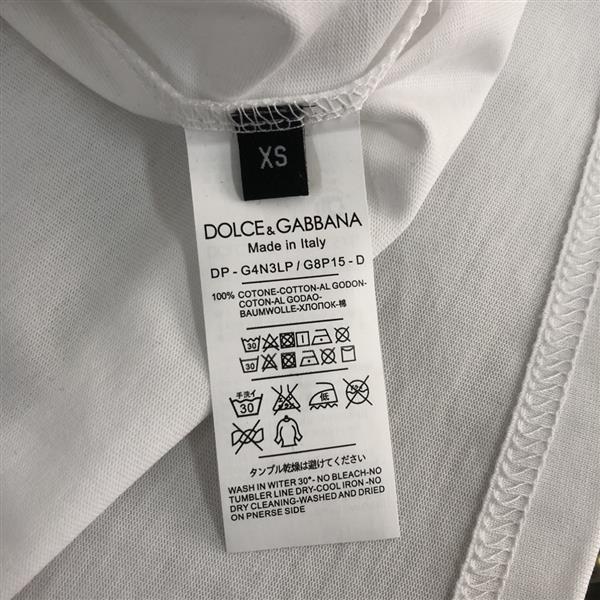 XS
DOLCE&GABBANA
Made in Italy
DP - G4N3LP / G8P15 - D
100% COTONE-COTTON-AL GODON-
COTON-AL GODAO-
BAUMWOLLE-ХЛОПОК-棉
30
30
手洗イ 30 低
タンブル乾燥は避けてください
WASH IN WITER 30°- NO BLEACH-NO
TUMBLER LINE DRY-COOL IRON -NO
DRY CLEANING-WASHED AND DRIED
ON PNERSE SIDE